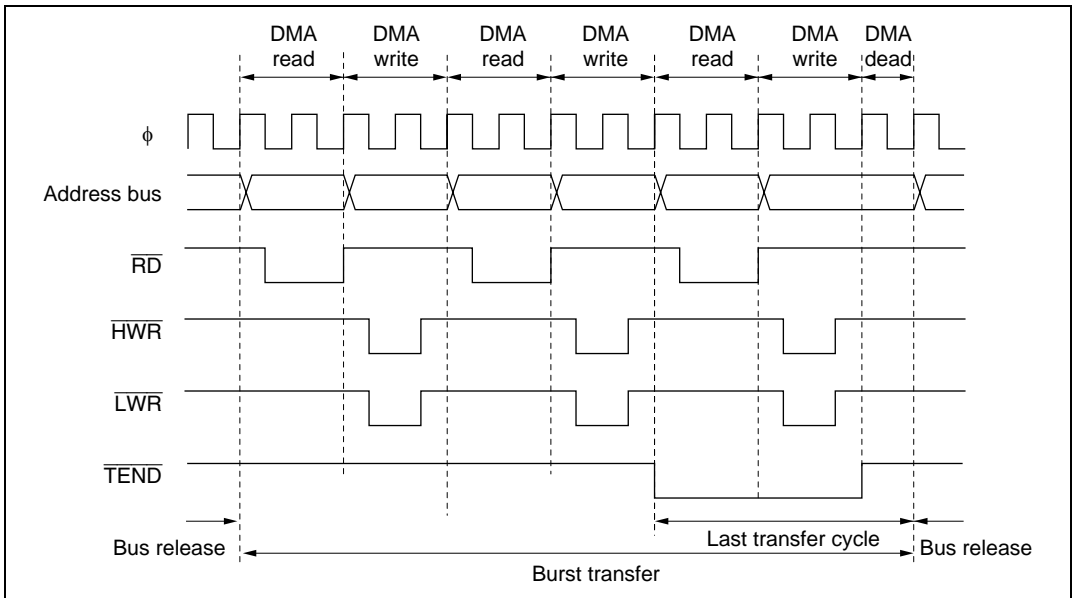 DMA read
DMA write
DMA read
DMA write
DMA read
DMA write
DMA dead
ϕ
Address bus
RD
HWR
LWR
TEND
Last transfer cycle
Bus release
Bus release
Burst transfer